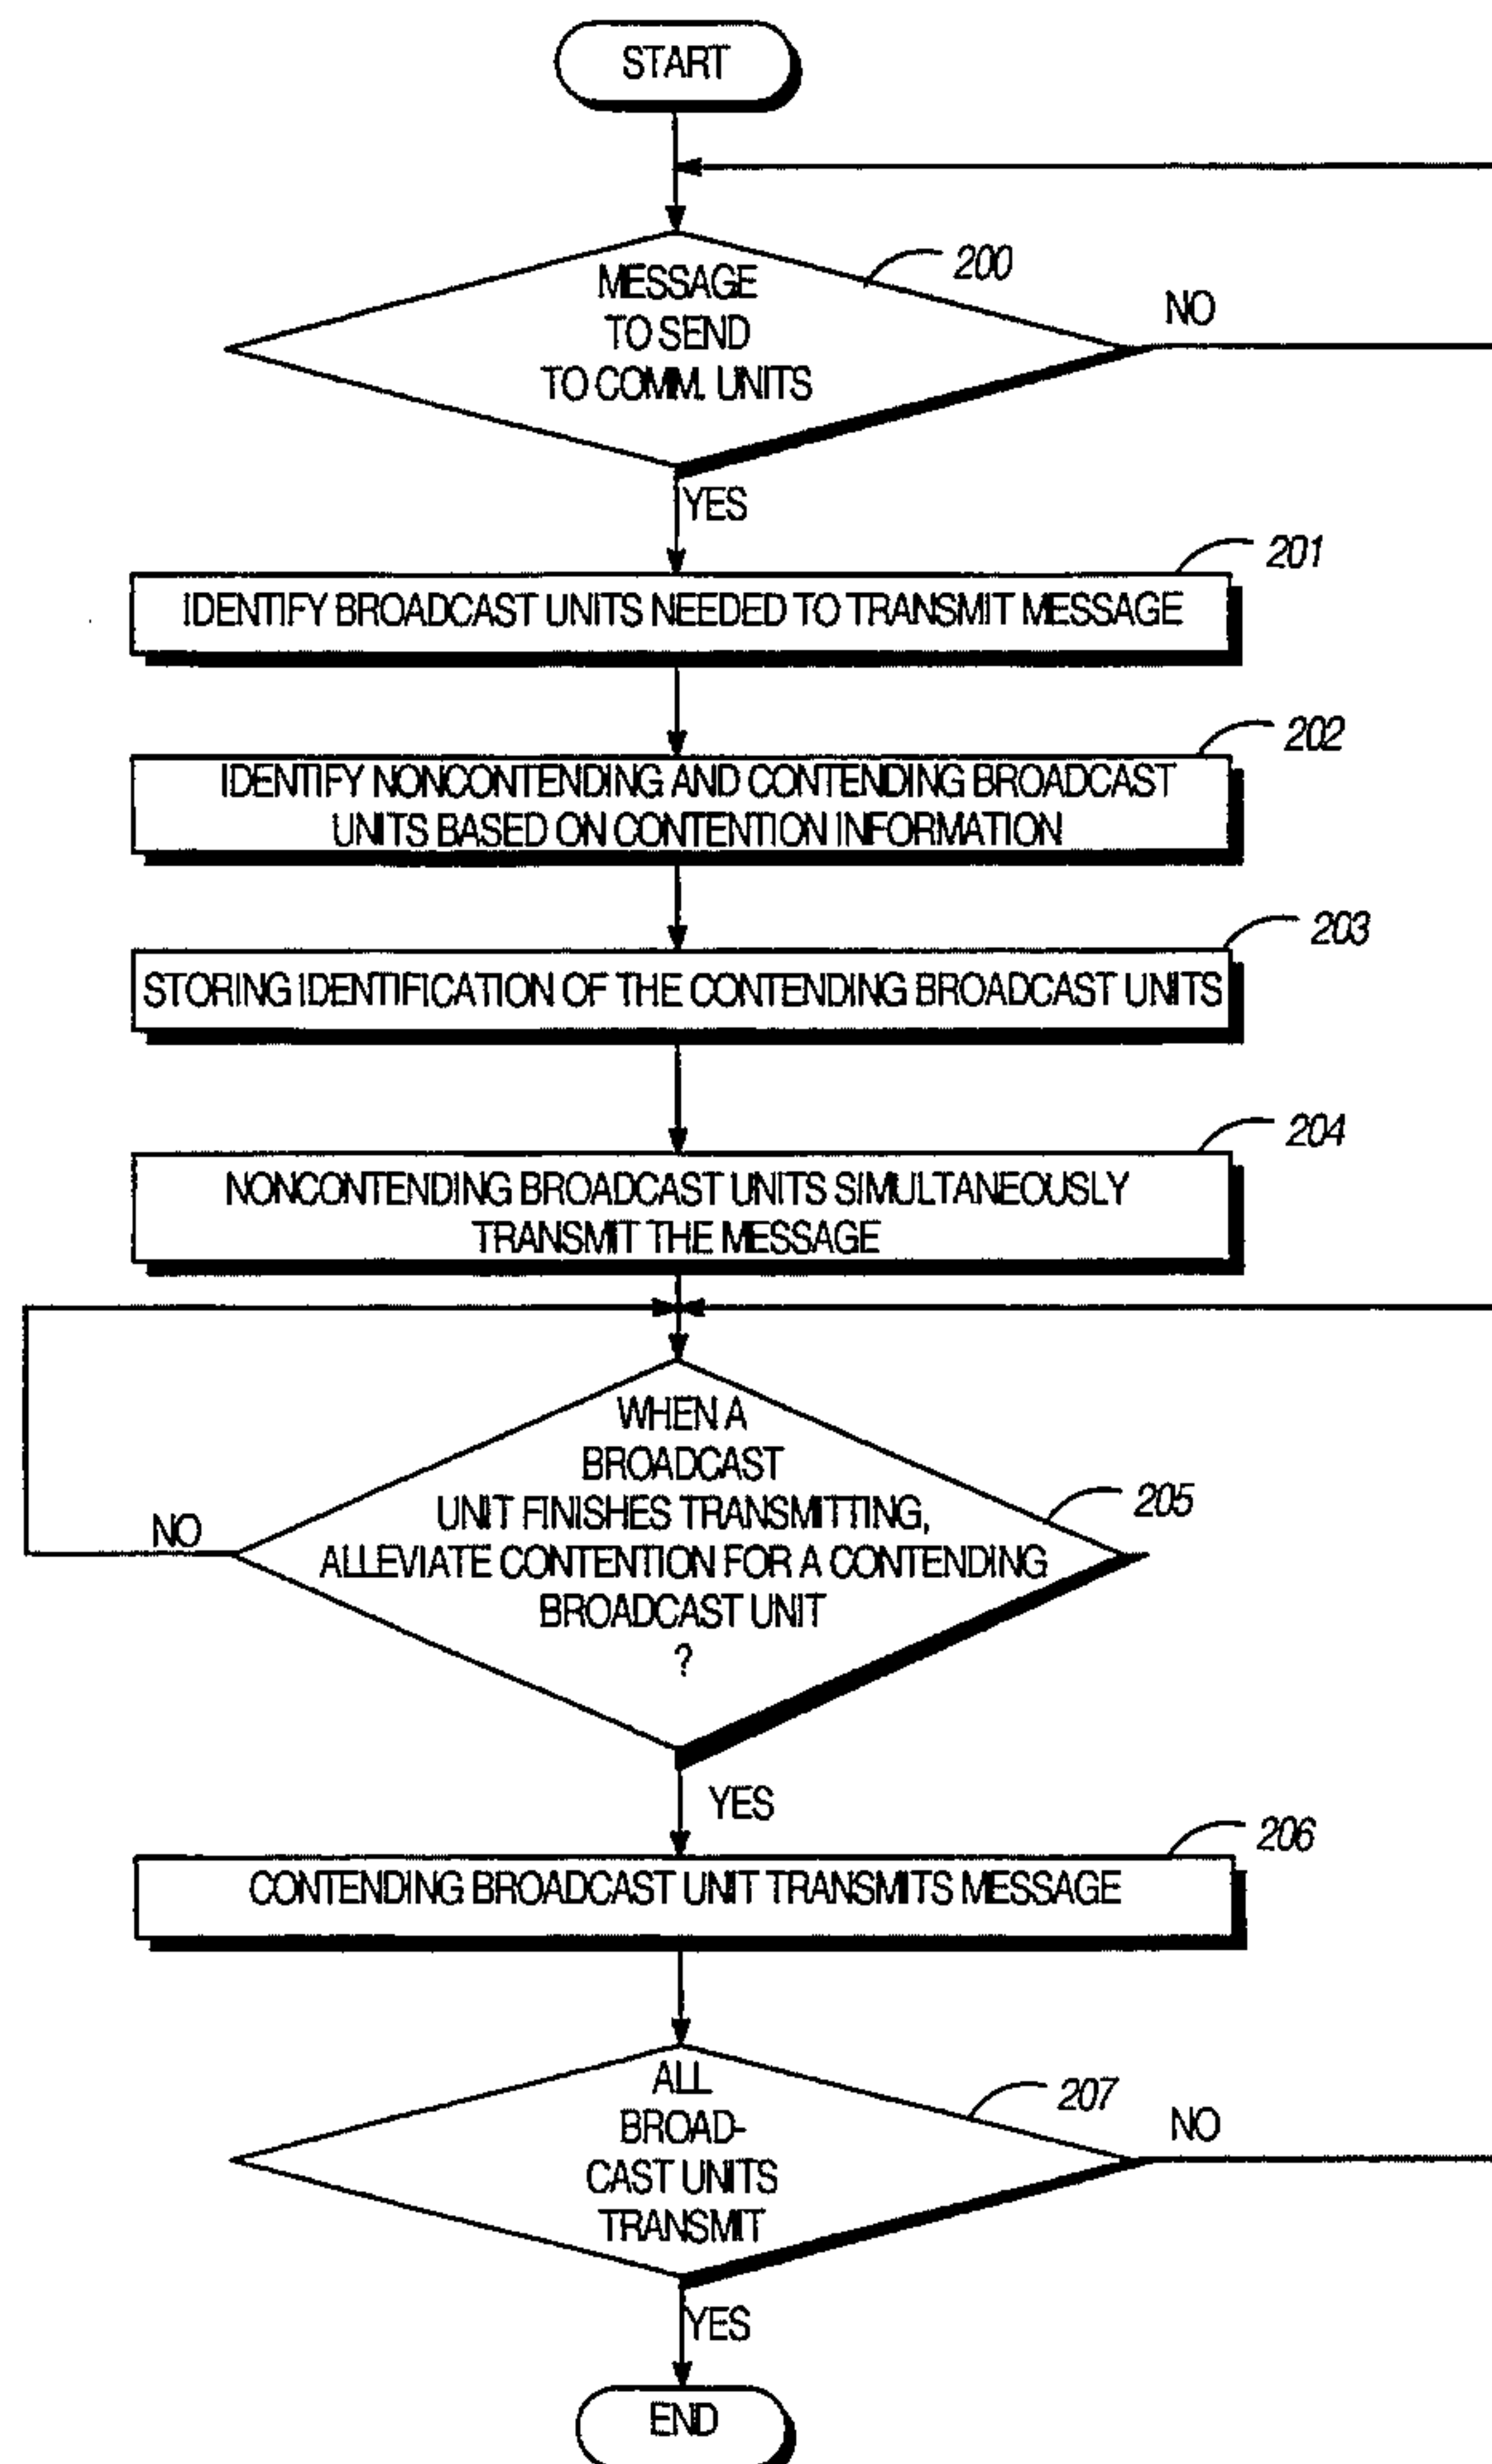 START
200
MESSAGE
TO SEND
TO COMM. UNITS
NO
YES
201
IDENTIFY BROADCAST UNITS NEEDED TO TRANSMIT MESSAGE
202
IDENTIFY NONCONTENDING AND CONTENDING BROADCAST
UNITS BASED ON CONTENTION INFORMATION
203
STORING IDENTIFICATION OF THE CONTENDING BROADCAST UNITS
204
NONCONTENDING BROADCAST UNITS SIMULTANEOUSLY
TRANSMIT THE MESSAGE
WHEN A
BROADCAST
UNIT FINISHES TRANSMITTING,
ALLEVIATE CONTENTION FOR A CONTENDING
BROADCAST UNIT
?
205
NO
YES
206
CONTENDING BROADCAST UNIT TRANSMITS MESSAGE
ALL
BROAD-
CAST UNITS
TRANSMIT
207
NO
YES
END